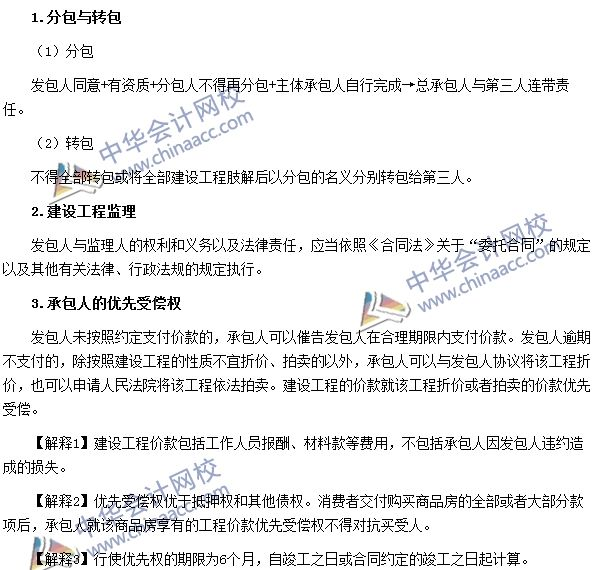 1.分包与转包
（1）分包
发包人同意+有资质+分包人不得再分包+主体承包人自行完成→总承包人与第三人连带责
任。
（2）转包
不得全部转包或将全部建设工程肢解后以分包的名义分别转包给第三人。
2.建设工程监理
发包人与监理人的权利和义务以及法律责任，应当依照《合同法》关于“委托合同”的规定
以及其他有关法律、行政法规的规定执行。
3.承包人的优先受偿权
发包人未按照约定支付价款的，承包人可以催告发包人在合理期限内支付价款。发包人逾期
不支付的，除按照建设工程的性质不宜折价、拍卖的以外，承包人可以与发包人协议将该工程折
价，也可以申请人民法院将该工程依法拍卖。建设工程的价款就该工程折价或者拍卖的价款优先
受偿。
【解释1】建设工程价款包括工作人员报酬、材料款等费用，不包括承包人因发包人违约造
成的损失。
【解释2】优先受偿权优于抵押权和其他债权。消费者交付购买商品房的全部或者大部分款
项后，承包人就该商品房享有的工程价款优先受偿权不得对抗买受人。
【解释3】行使优先权的期限为6个月，自竣工之日或合同约定的竣工之日起计算。
中华会计网校
www.chinaacc.com
中华会计网校
www.chinaacc.com
中华会计网校
www.chinaacc.com